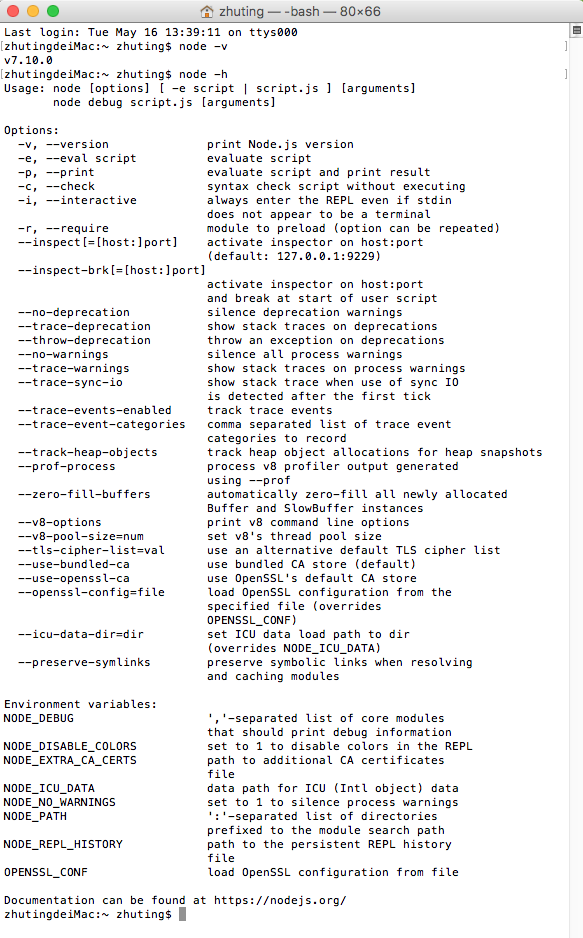 zhuting — -bash — 80×66
Last login: Tue May 16 13:39:11 on ttys000
[zhutingdeiMac:~ zhuting$ node -v ]
v7.10.0
[zhutingdeiMac:~ zhuting$ node -h ]
Usage: node [options] [ -e script | script.js ] [arguments]
       node debug script.js [arguments]

Options:
  -v, --version              print Node.js version
  -e, --eval script          evaluate script
  -p, --print                evaluate script and print result
  -c, --check                syntax check script without executing
  -i, --interactive          always enter the REPL even if stdin
                             does not appear to be a terminal
  -r, --require              module to preload (option can be repeated)
  --inspect[=[host:]port]    activate inspector on host:port
                             (default: 127.0.0.1:9229)
  --inspect-brk[=[host:]port]
                             activate inspector on host:port
                             and break at start of user script
  --no-deprecation           silence deprecation warnings
  --trace-deprecation        show stack traces on deprecations
  --throw-deprecation        throw an exception on deprecations
  --no-warnings              silence all process warnings
  --trace-warnings           show stack traces on process warnings
  --trace-sync-io            show stack trace when use of sync IO
                             is detected after the first tick
  --trace-events-enabled     track trace events
  --trace-event-categories   comma separated list of trace event
                             categories to record
  --track-heap-objects       track heap object allocations for heap snapshots
  --prof-process             process v8 profiler output generated
                             using --prof
  --zero-fill-buffers        automatically zero-fill all newly allocated
                             Buffer and SlowBuffer instances
  --v8-options               print v8 command line options
  --v8-pool-size=num         set v8's thread pool size
  --tls-cipher-list=val      use an alternative default TLS cipher list
  --use-bundled-ca           use bundled CA store (default)
  --use-openssl-ca           use OpenSSL's default CA store
  --openssl-config=file      load OpenSSL configuration from the
                             specified file (overrides
                             OPENSSL_CONF)
  --icu-data-dir=dir         set ICU data load path to dir
                             (overrides NODE_ICU_DATA)
  --preserve-symlinks        preserve symbolic links when resolving
                             and caching modules

Environment variables:
NODE_DEBUG                   ','-separated list of core modules
                             that should print debug information
NODE_DISABLE_COLORS          set to 1 to disable colors in the REPL
NODE_EXTRA_CA_CERTS          path to additional CA certificates
                             file
NODE_ICU_DATA                data path for ICU (Intl object) data
NODE_NO_WARNINGS             set to 1 to silence process warnings
NODE_PATH                    ':'-separated list of directories
                             prefixed to the module search path
NODE_REPL_HISTORY            path to the persistent REPL history
                             file
OPENSSL_CONF                 load OpenSSL configuration from file

Documentation can be found at https://nodejs.org/
zhutingdeiMac:~ zhuting$